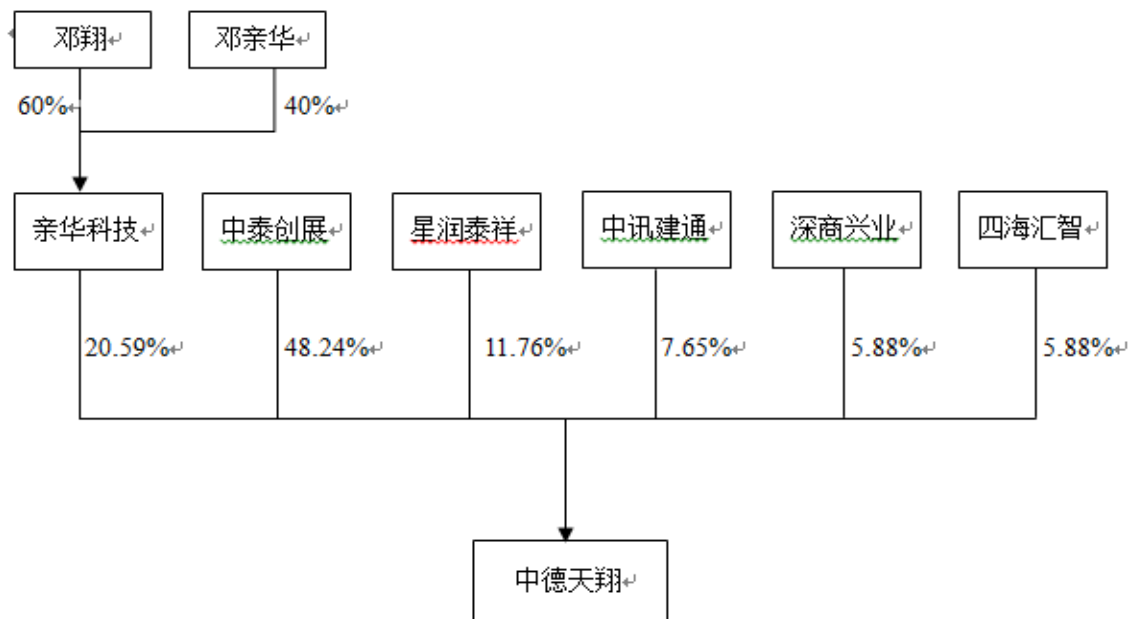 邓翔
邓亲华
60%
40%
亲华科技
中泰创展
星润泰祥
中讯建通
深商兴业
四海汇智
20.59%
48.24%
11.76%
7.65%
5.88%
5.88%
中德天翔